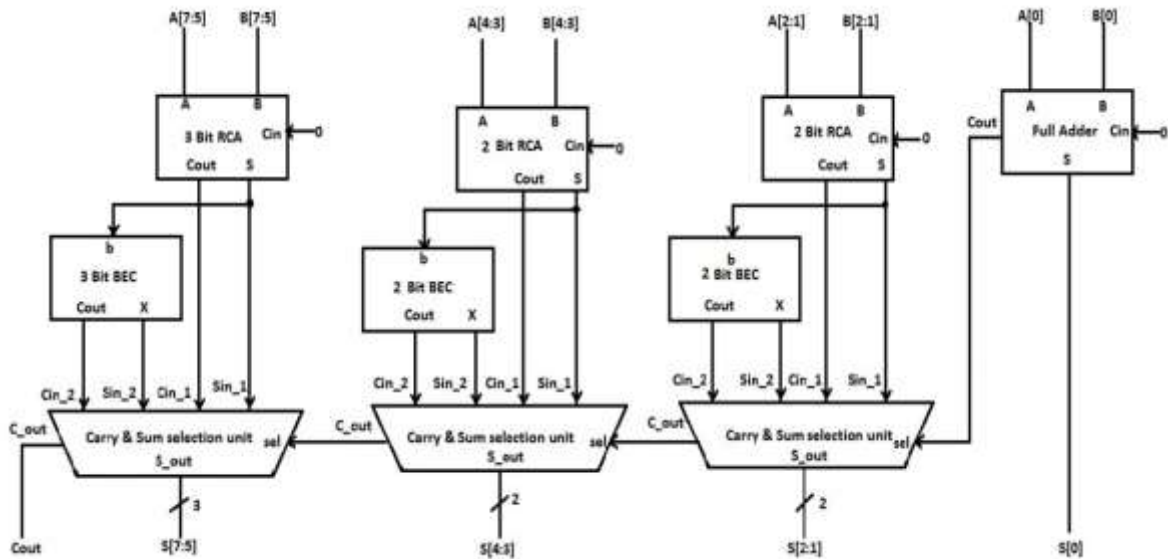 A[7:5] B[7:5] A[4:3] B[4:3] A[2:1] B[2:1] A[0] B[0]
A B
3 Bit RCA
Cin 0
Cout S
A B
2 Bit RCA
Cin 0
Cout S
A B
2 Bit RCA
Cin 0
Cout S
A B
Full Adder
Cin 0
Cout
S
b
3 Bit BEC
Cout X
b
2 Bit BEC
Cout X
b
2 Bit BEC
Cout X
Cin_2 Sin_2 Cin_1 Sin_1
Cin_2 Sin_2 Cin_1 Sin_1
Cin_2 Sin_2 Cin_1 Sin_1
C_out
Carry & Sum selection unit
sel
S_out
C_out
Carry & Sum selection unit
sel
S_out
C_out
Carry & Sum selection unit
sel
S_out
3 2 2
Cout S[7:5] S[4:3] S[2:1] S[0]